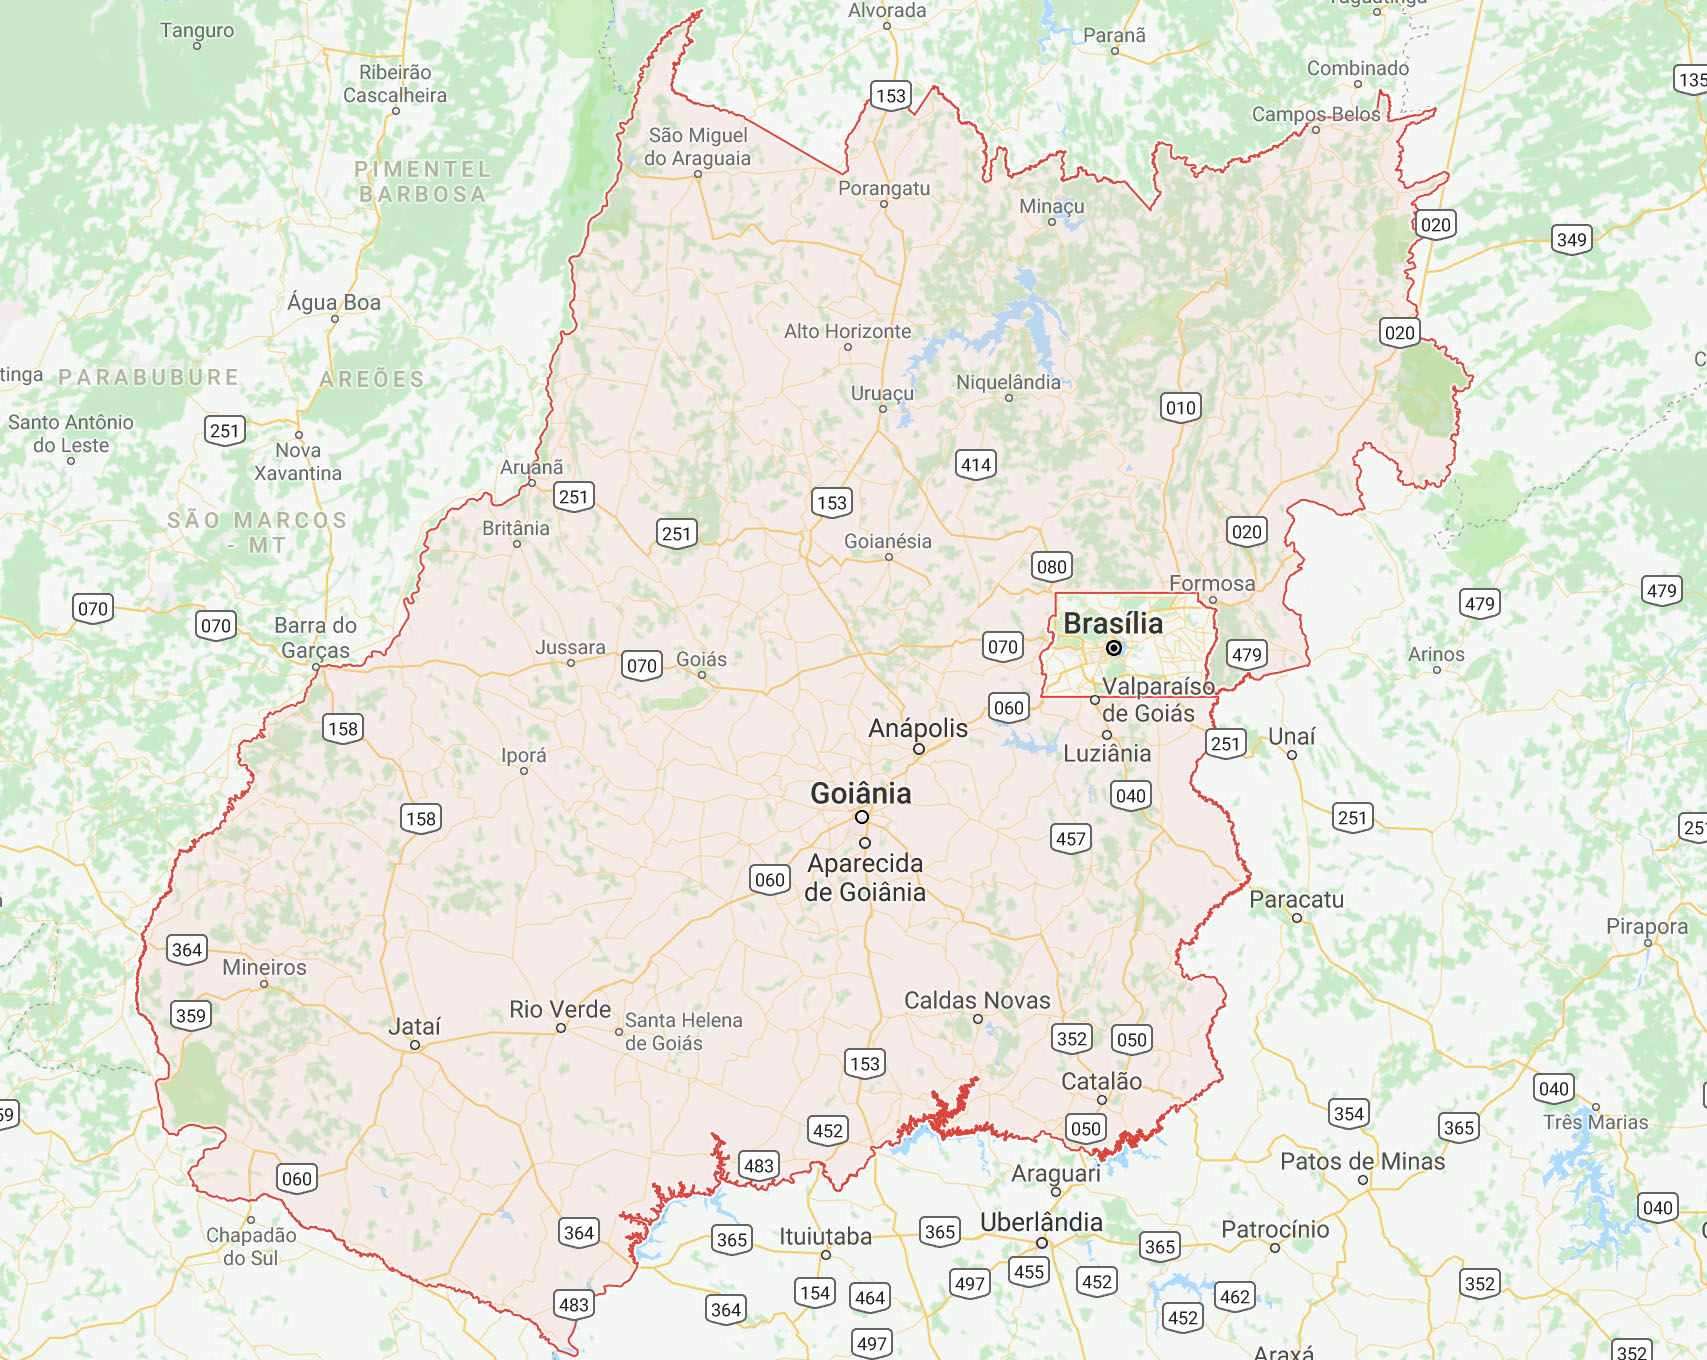 Tanguro
Alvorada
Taguatinga
Paranã
Ribeirão
Cascalheira
Combinado
135
153
Campos Belos
São Miguel
do Araguaia
PIMENTEL
BARBOSA
Porangatu
Minaçu
020
349
Água Boa
Alto Horizonte
020
tinga
PARABUBURE
AREÕES
Uruaçu
Niquelândia
010
Santo Antônio
do Leste
251
Nova
Xavantina
Aruanã
251
414
153
SÃO MARCOS
- MT
Britânia
251
Goianésia
020
080
Formosa
479
479
070
070
Barra do
Garças
Brasília
Jussara
070
Goiás
070
479
Arinos
Valparaíso
de Goiás
060
158
Anápolis
Luziânia
251
Unaí
Iporá
Goiânia
040
158
457
251
251
Aparecida
de Goiânia
060
Paracatu
Pirapora
364
Mineiros
359
Rio Verde
Santa Helena
de Goiás
Caldas Novas
Jataí
352
050
153
Catalão
040
59
354
365
Três Marias
452
050
483
Araguari
Patos de Minas
060
040
Chapadão
do Sul
364
365
Ituiutaba
365
Uberlândia
365
Patrocínio
455
497
452
352
154
464
462
483
364
452
497
Araxá
352